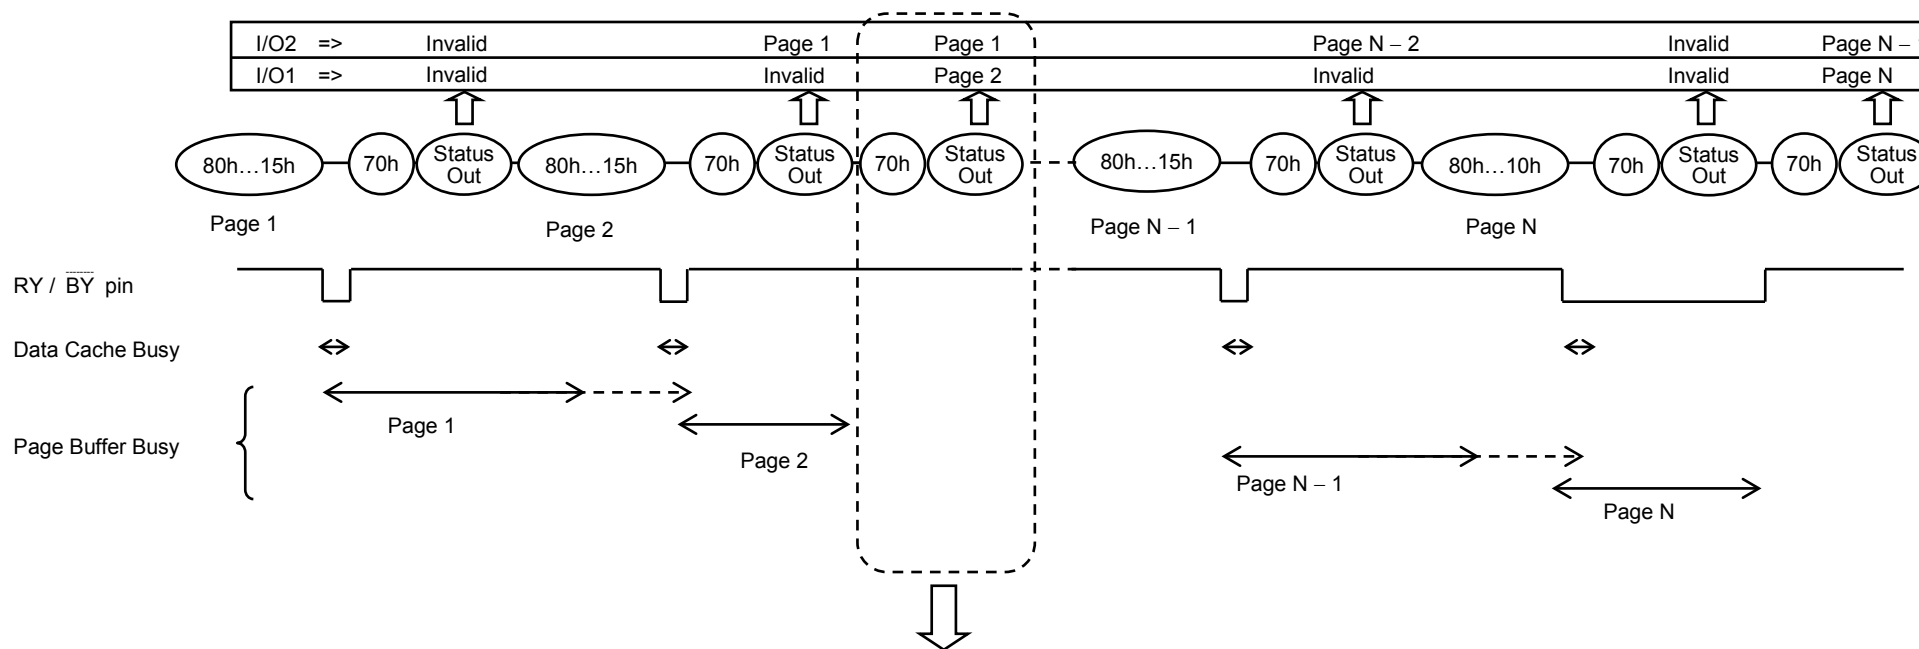 I/O2 => Invalid Page 1 Page 1 Page N – 2 Invalid Page N –
I/O1 => Invalid Invalid Page 2 Invalid Invalid Page N
80h…15h 70h Status Out 80h…15h 70h Status Out 70h Status Out 80h…15h 70h Status Out 80h…10h 70h Status Out 70h Status Out
Page 1 Page 2 Page N – 1 Page N
RY / BY pin
Data Cache Busy
Page 1
Page Buffer Busy
Page 2
Page N – 1
Page N